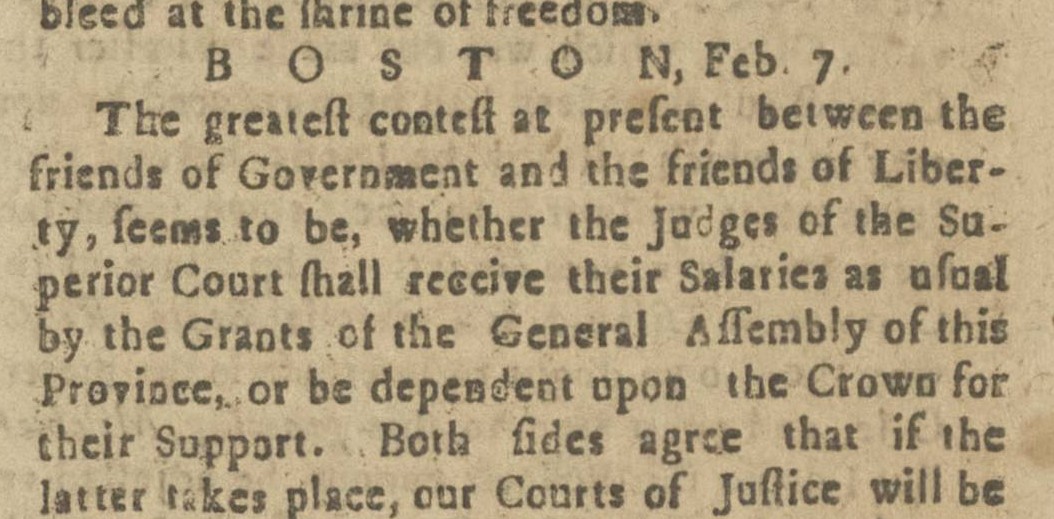 bleed at the ſhrine of freedom.
B O S T O N, Feb. 7.
The greateſt conteſt at preſent between the
friends of Government and the friends of Liber-
ty, ſeems to be, whether the Judges of the Su-
perior Court ſhall receive their Salaries as uſual
by the Grants of the General Aſſembly of this
Province, or be dependent upon the Crown for
their Support. Both ſides agree that if the
latter takes place, our Courts of Juſtice will be